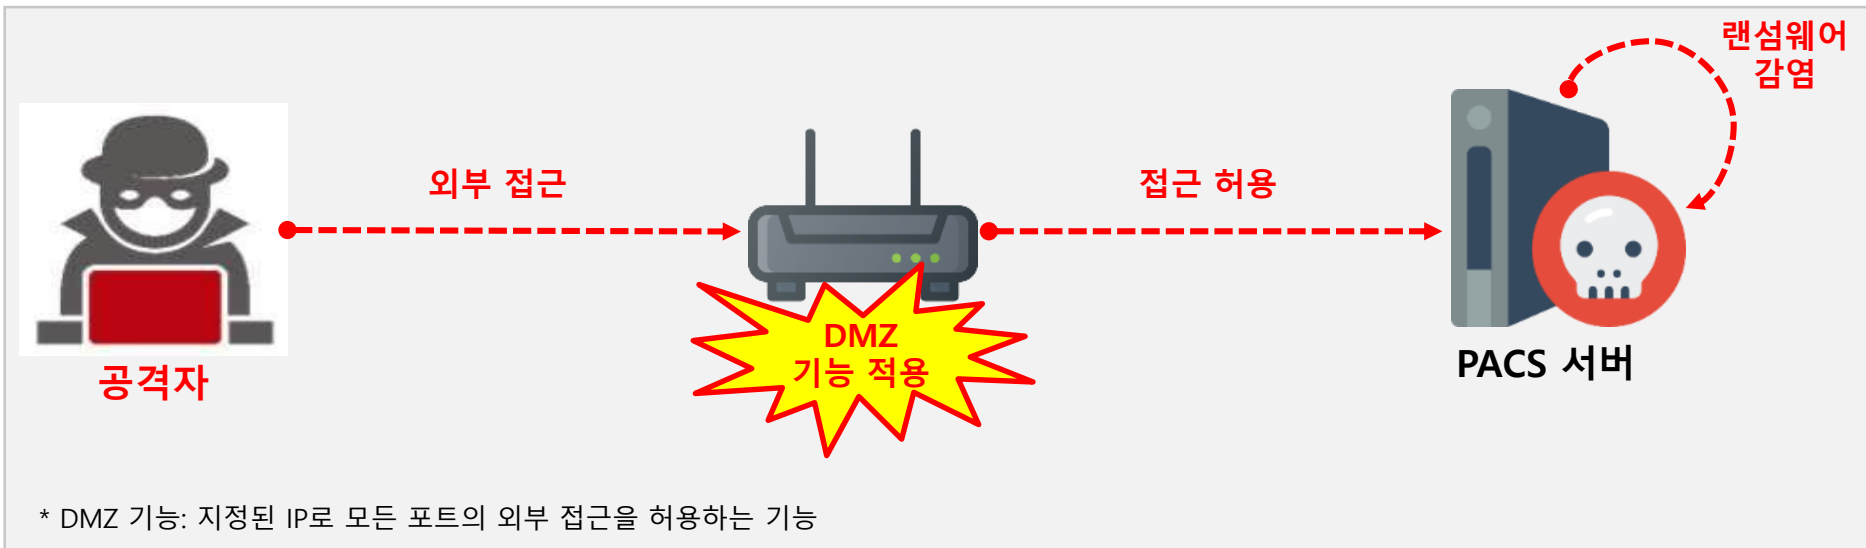 랜섬웨어
감염
외부 접근
접근 허용
DMZ
기능 적용
공격자
PACS 서버
* DMZ 기능: 지정된 IP로 모든 포트의 외부 접근을 허용하는 기능